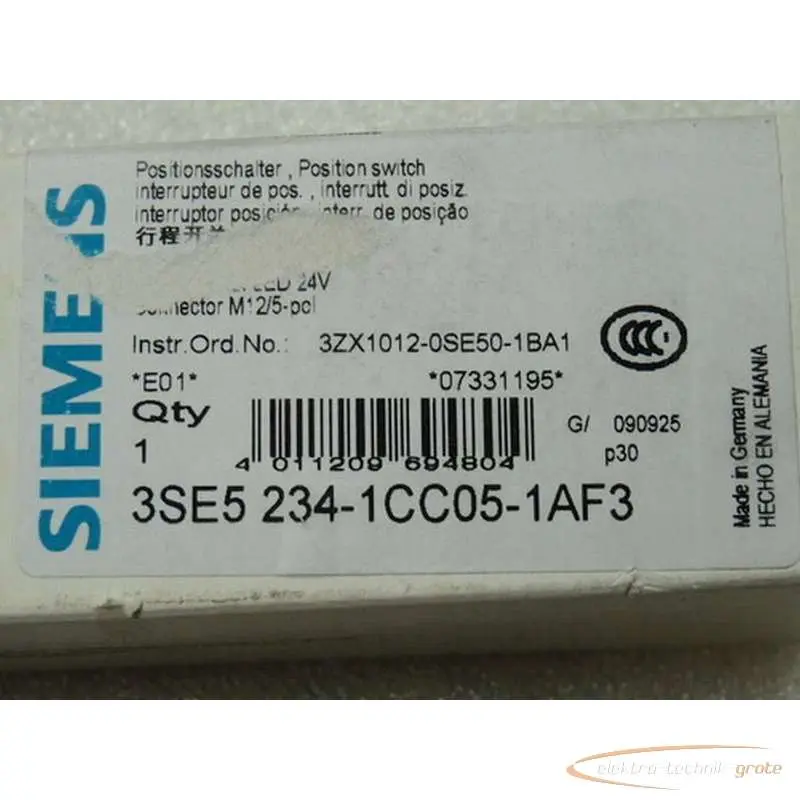 SIEMENS
Positionsschalter , Position switch
interrupteur de pos. , interrutt. di posiz.
interruptor posición, interr. de posição
行程开关
LED 24V
connector M12/5-pol
Instr.Ord.No.: 3ZX1012-0SE50-1BA1
*E01* *07331195*
Qty
1
G/ 090925
p30
4 011209 694804
3SE5 234-1CC05-1AF3
Made in Germany
HECHO EN ALEMANIA
CCC
elektro-technik-grote